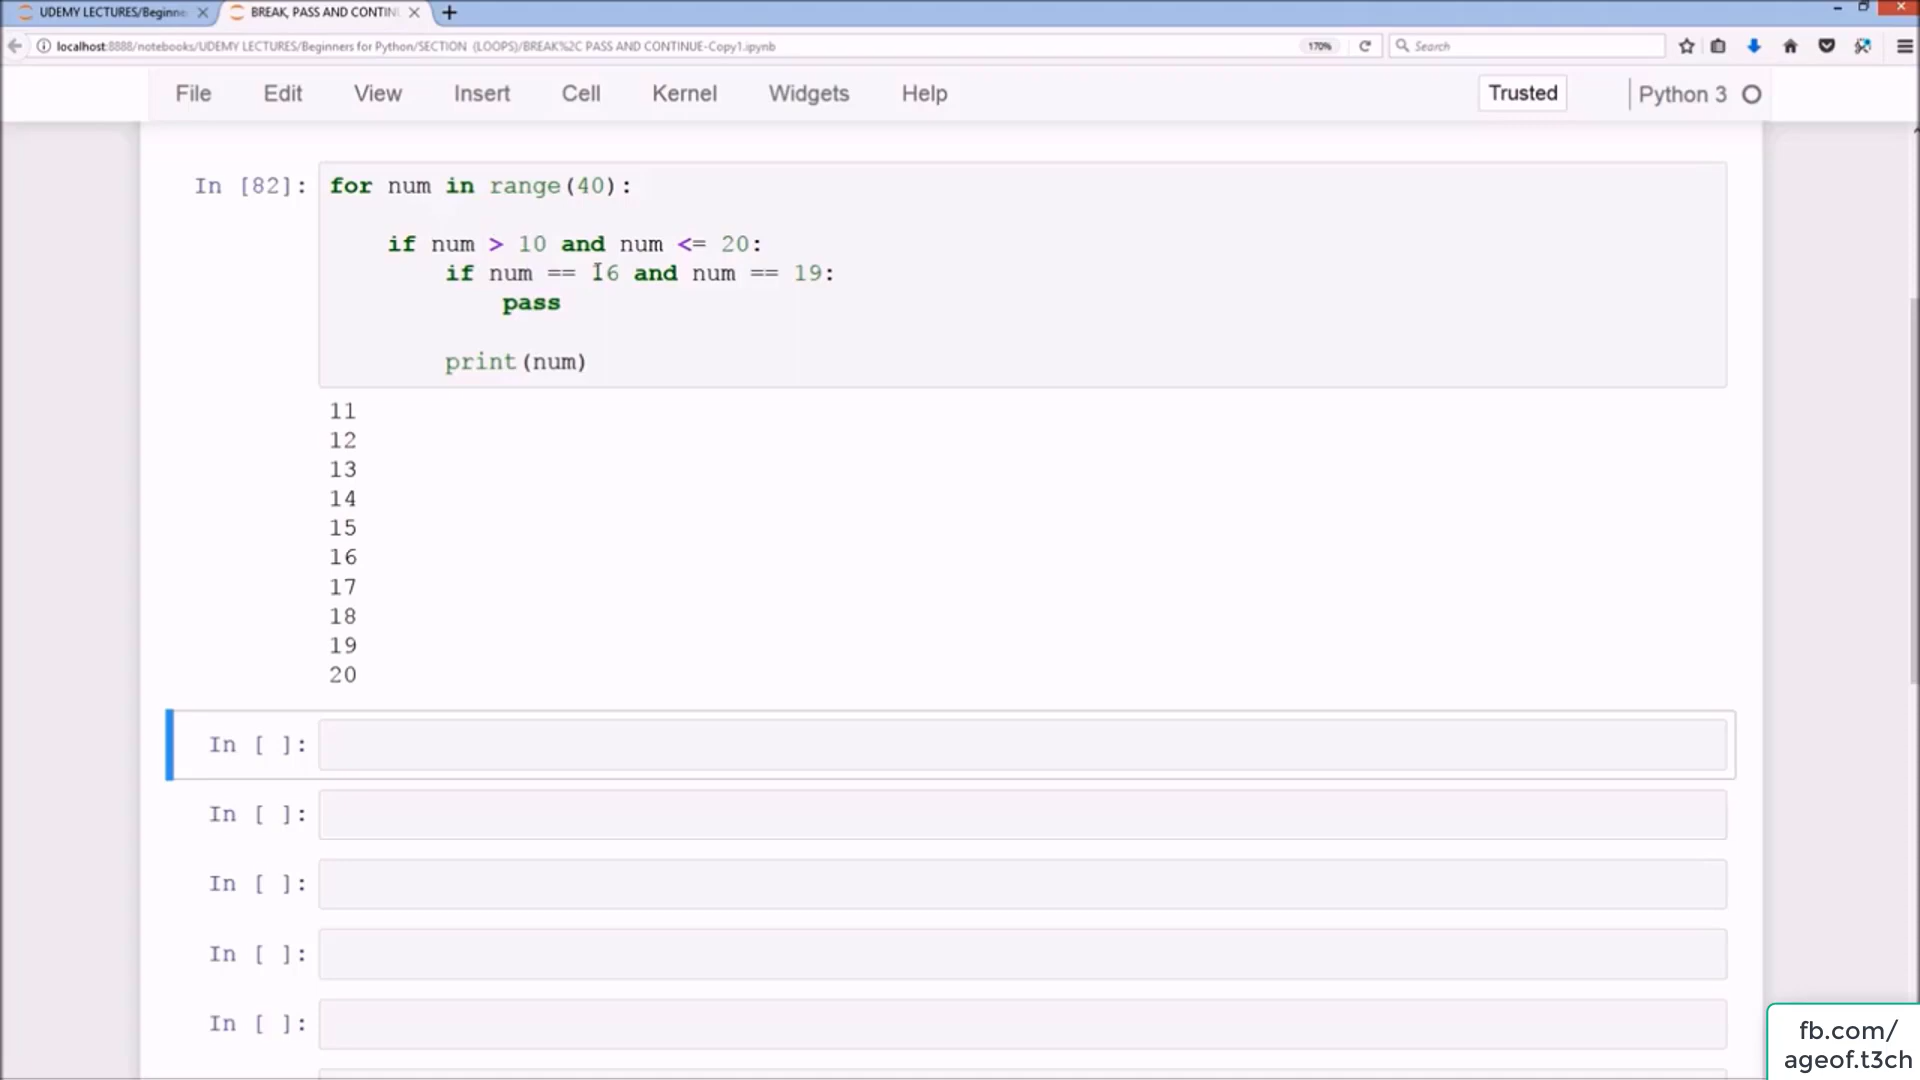 UDEMY LECTURES/Beginne
BREAK, PASS AND CONTIN
localhost:8888/notebooks/UDEMY LECTURES/Beginners for Python/SECTION (LOOPS)/BREAK%2C PASS AND CONTINUE-Copy1.ipynb
170%
Search
File Edit View Insert Cell Kernel Widgets Help
Trusted
Python 3
In [82]: for num in range(40):
if num > 10 and num <= 20:
if num == 16 and num == 19:
pass
print(num)
11
12
13
14
15
16
17
18
19
20
In [ ]:
In [ ]:
In [ ]:
In [ ]:
In [ ]:
fb.com/
ageof.t3ch